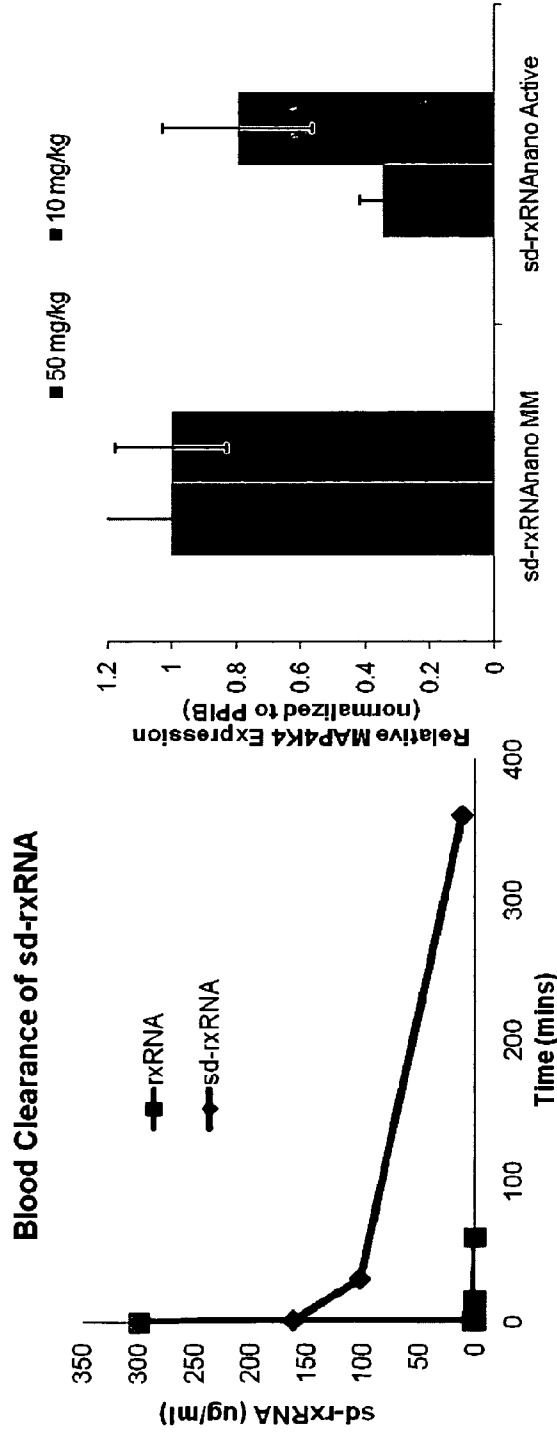 Blood Clearance of sd-rxRNA
sd-rxRNA (ug/ml)
350
300
250
200
150
100
50
0
rxRNA
sd-rxRNA
0
100
200
300
400
Time (mins)
50 mg/kg
10 mg/kg
Relative MAP4K4 Expression
(normalized to PPIB)
1.2
1
0.8
0.6
0.4
0.2
0
sd-rxRNAnano MM
sd-rxRNAnano Active